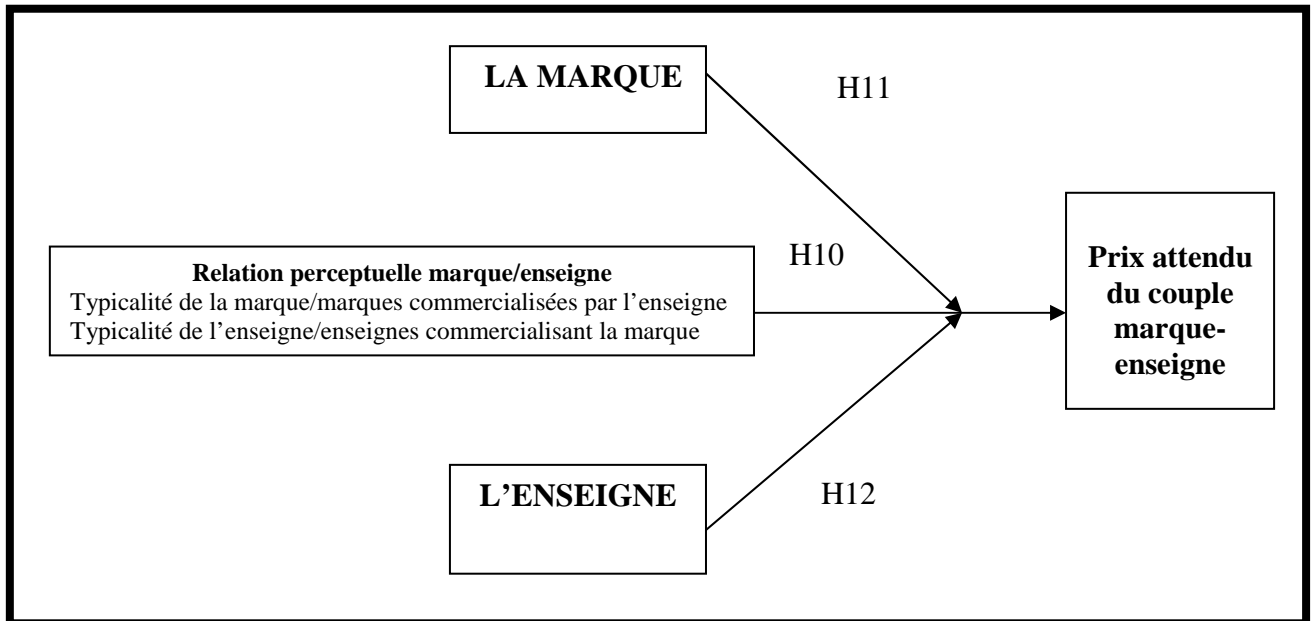 LA MARQUE
H11
Relation perceptuelle marque/enseigne
Typicalité de la marque/marques commercialisées par l’enseigne
Typicalité de l’enseigne/enseignes commercialisant la marque
H10
Prix attendu
du couple
marque-
enseigne
L’ENSEIGNE
H12